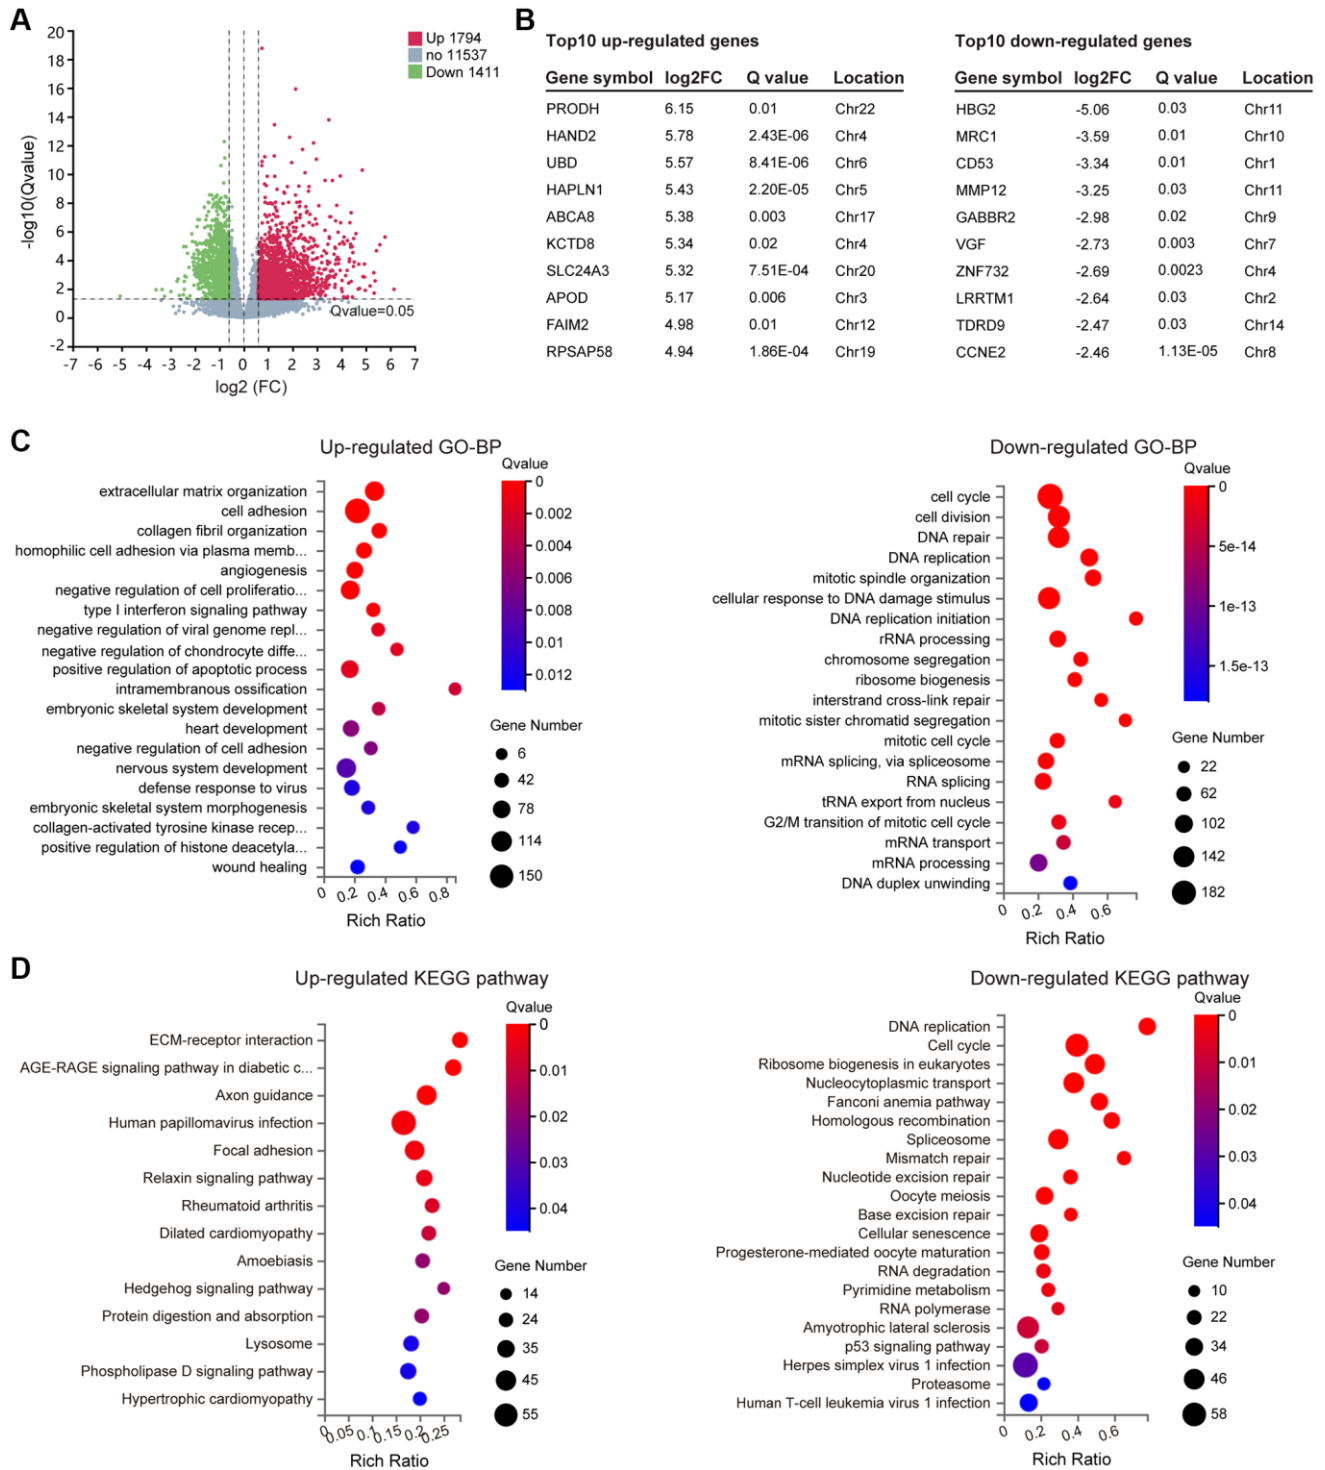 A
20
18
16
14
12
10
8
6
4
2
0
-2
-log10(Qvalue)
Up 1794
no 11537
Down 1411
Qvalue=0.05
-7 -6 -5 -4 -3 -2 -1 0 1 2 3 4 5 6 7
log2 (FC)
B
Top10 up-regulated genes
Gene symbol log2FC Q value Location
PRODH 6.15 0.01 Chr22
HAND2 5.78 2.43E-06 Chr4
UBD 5.57 8.41E-06 Chr6
HAPLN1 5.43 2.20E-05 Chr5
ABCA8 5.38 0.003 Chr17
KCTD8 5.34 0.02 Chr4
SLC24A3 5.32 7.51E-04 Chr20
APOD 5.17 0.006 Chr3
FAIM2 4.98 0.01 Chr12
RPSAP58 4.94 1.86E-04 Chr19
Top10 down-regulated genes
Gene symbol log2FC Q value Location
HBG2 -5.06 0.03 Chr11
MRC1 -3.59 0.01 Chr10
CD53 -3.34 0.01 Chr1
MMP12 -3.25 0.03 Chr11
GABBR2 -2.98 0.02 Chr9
VGF -2.73 0.003 Chr7
ZNF732 -2.69 0.0023 Chr4
LRRTM1 -2.64 0.03 Chr2
TDRD9 -2.47 0.03 Chr14
CCNE2 -2.46 1.13E-05 Chr8
C
Up-regulated GO-BP
extracellular matrix organization
cell adhesion
collagen fibril organization
homophilic cell adhesion via plasma memb...
angiogenesis
negative regulation of cell proliferatio...
type I interferon signaling pathway
negative regulation of viral genome repl...
negative regulation of chondrocyte diffe...
positive regulation of apoptotic process
intramembranous ossification
embryonic skeletal system development
heart development
negative regulation of cell adhesion
nervous system development
defense response to virus
embryonic skeletal system morphogenesis
collagen-activated tyrosine kinase recep...
positive regulation of histone deacetyla...
wound healing
0 0.2 0.4 0.6 0.8
Rich Ratio
Qvalue
0
0.002
0.004
0.006
0.008
0.01
0.012
Gene Number
6
42
78
114
150
Down-regulated GO-BP
cell cycle
cell division
DNA repair
DNA replication
mitotic spindle organization
cellular response to DNA damage stimulus
DNA replication initiation
rRNA processing
chromosome segregation
ribosome biogenesis
interstrand cross-link repair
mitotic sister chromatid segregation
mitotic cell cycle
mRNA splicing, via spliceosome
RNA splicing
tRNA export from nucleus
G2/M transition of mitotic cell cycle
mRNA transport
mRNA processing
DNA duplex unwinding
0 0.2 0.4 0.6
Rich Ratio
Qvalue
0
5e-14
1e-13
1.5e-13
Gene Number
22
62
102
142
182
D
Up-regulated KEGG pathway
ECM-receptor interaction
AGE-RAGE signaling pathway in diabetic c...
Axon guidance
Human papillomavirus infection
Focal adhesion
Relaxin signaling pathway
Rheumatoid arthritis
Dilated cardiomyopathy
Amoebiasis
Hedgehog signaling pathway
Protein digestion and absorption
Lysosome
Phospholipase D signaling pathway
Hypertrophic cardiomyopathy
0 0.05 0.1 0.15 0.2 0.25
Rich Ratio
Qvalue
0
0.01
0.02
0.03
0.04
Gene Number
14
24
35
45
55
Down-regulated KEGG pathway
DNA replication
Cell cycle
Ribosome biogenesis in eukaryotes
Nucleocytoplasmic transport
Fanconi anemia pathway
Homologous recombination
Spliceosome
Mismatch repair
Nucleotide excision repair
Oocyte meiosis
Base excision repair
Cellular senescence
Progesterone-mediated oocyte maturation
RNA degradation
Pyrimidine metabolism
RNA polymerase
Amyotrophic lateral sclerosis
p53 signaling pathway
Herpes simplex virus 1 infection
Proteasome
Human T-cell leukemia virus 1 infection
0 0.2 0.4 0.6
Rich Ratio
Qvalue
0
0.01
0.02
0.03
0.04
Gene Number
10
22
34
46
58